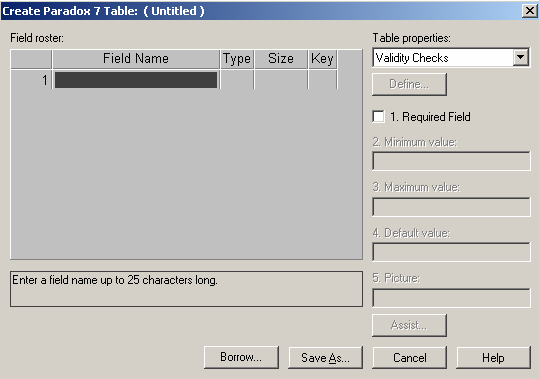 Create Paradox 7 Table: ( Untitled )
Field roster:
Field Name Type Size Key
1
Enter a field name up to 25 characters long.
Table properties:
Validity Checks
Define...
1. Required Field
2. Minimum value:
3. Maximum value:
4. Default value:
5. Picture:
Assist...
Borrow... Save As... Cancel Help